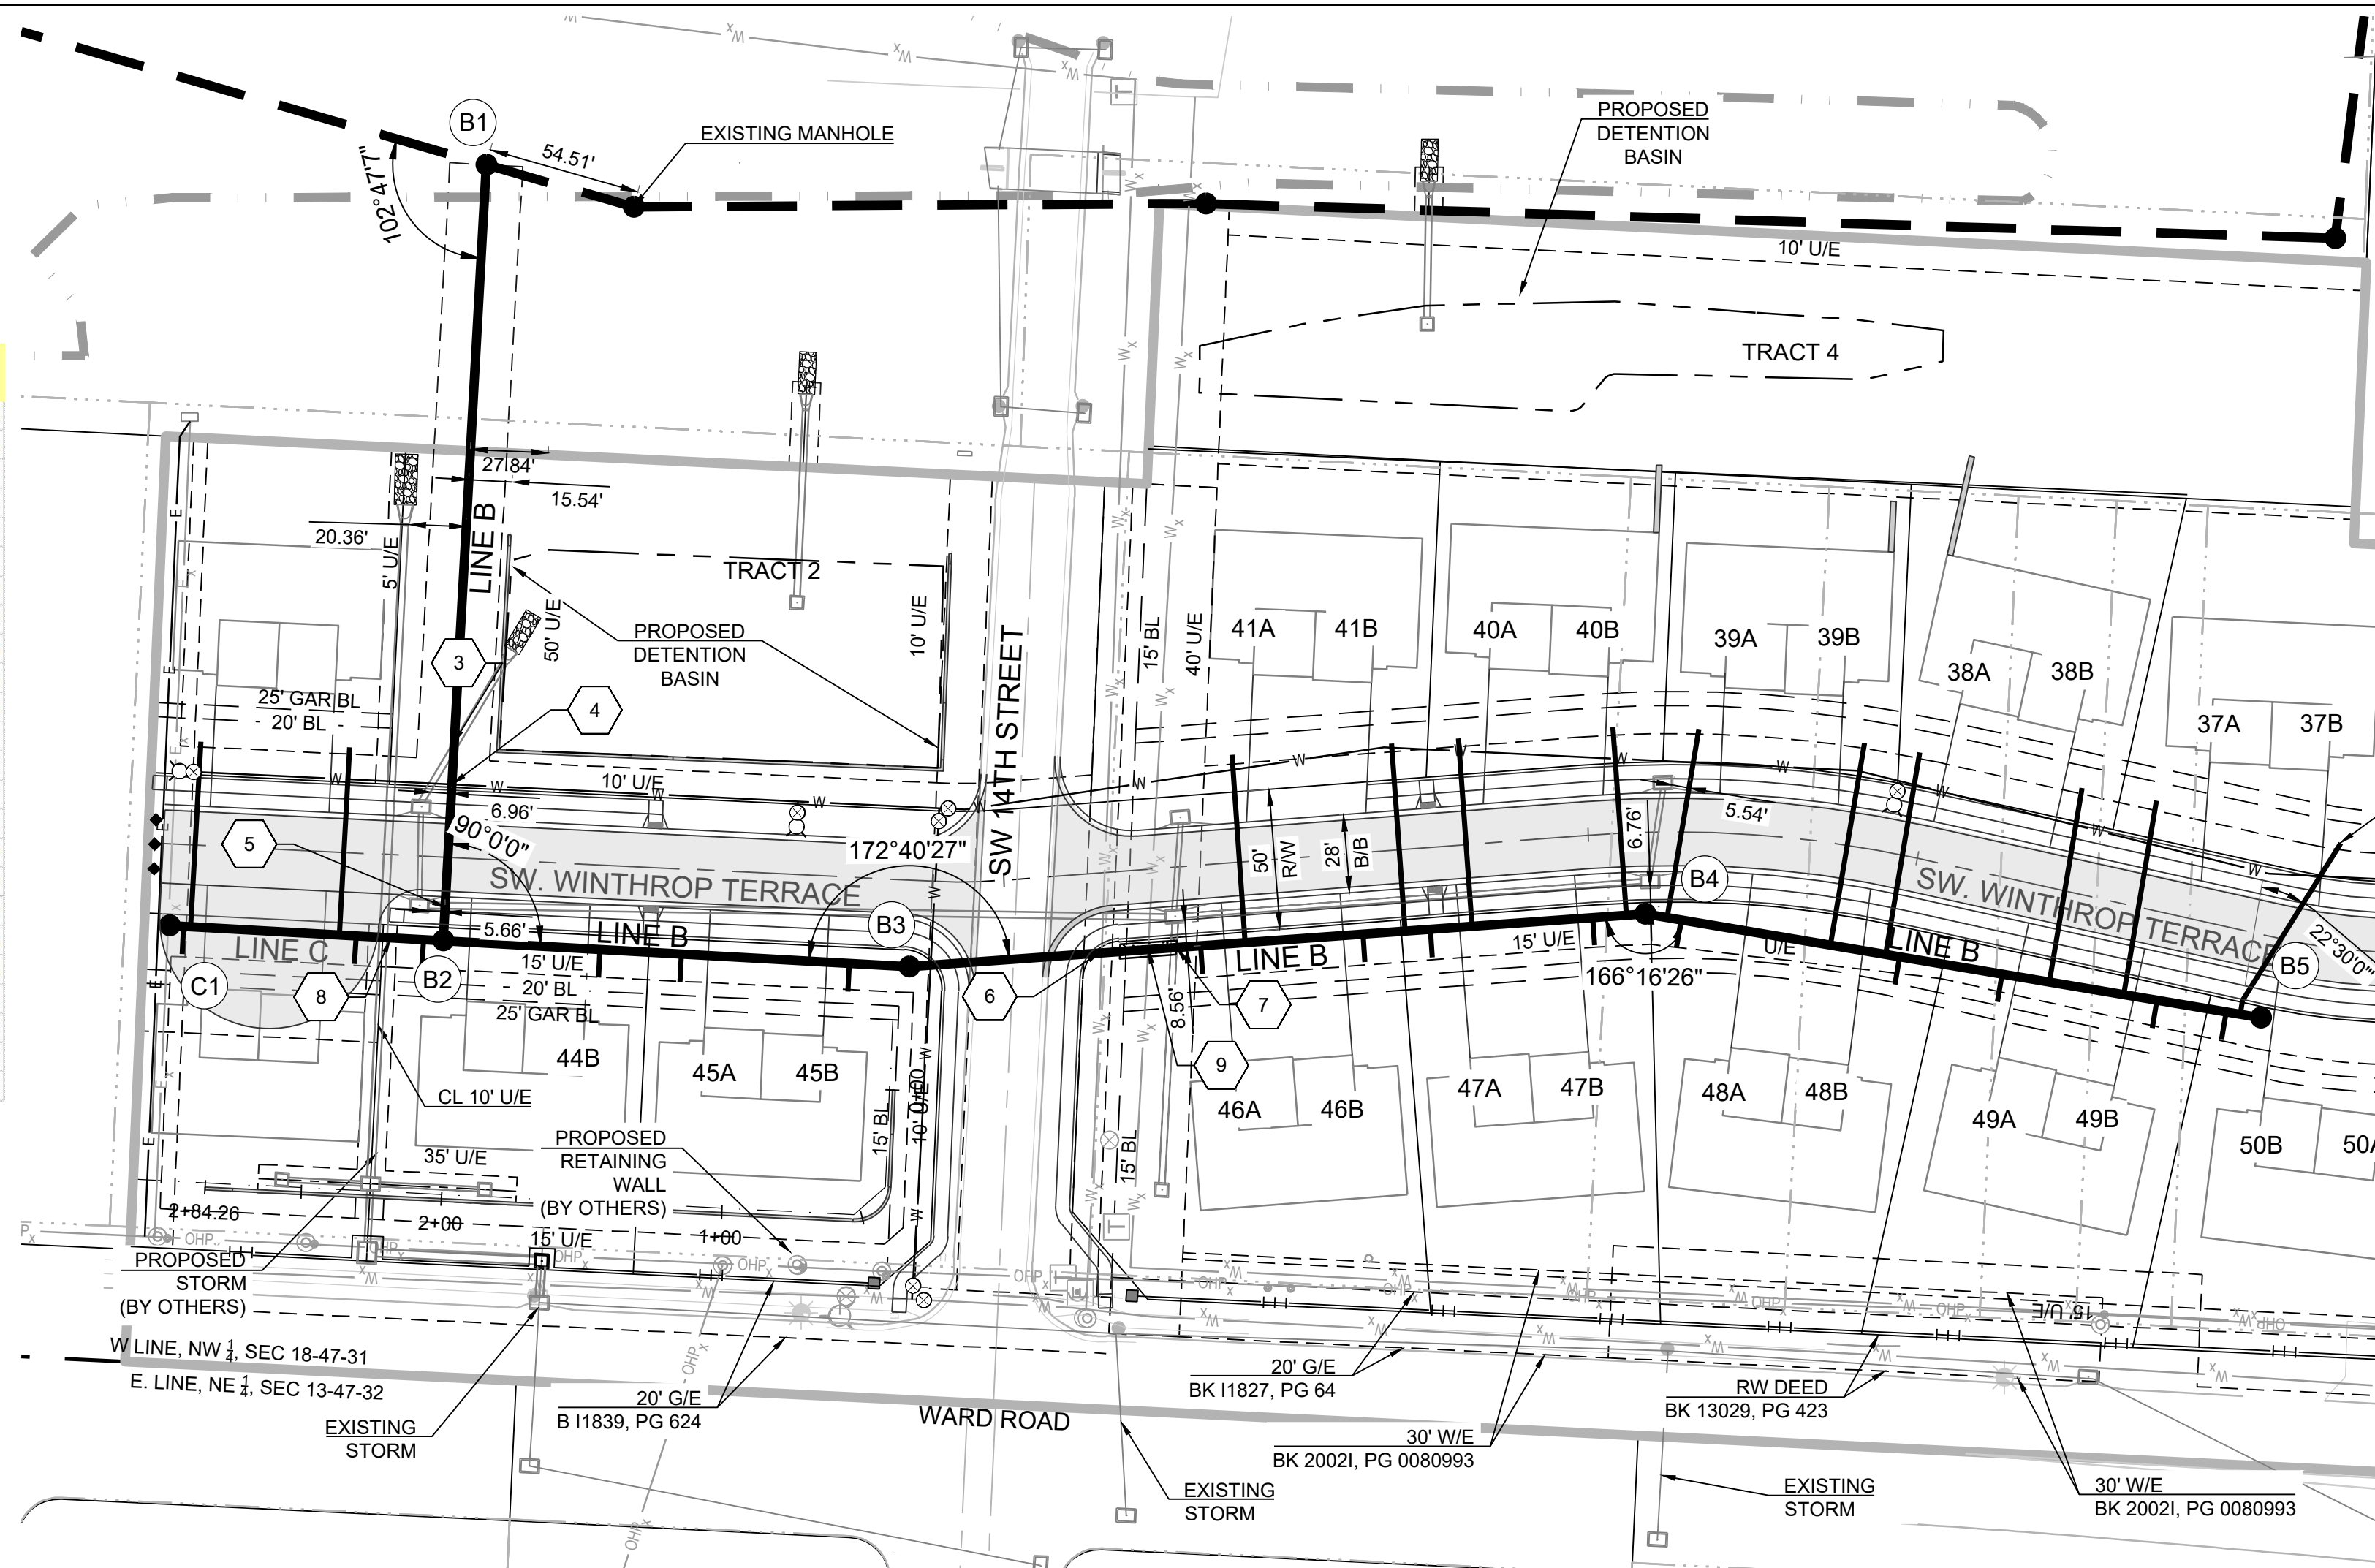 B1
54.51'
EXISTING MANHOLE
102°47'7"
PROPOSED
DETENTION
BASIN
10' U/E
TRACT 4
27.84'
15.54'
20.36'
5' U/E
LINE B
TRACT 2
50' U/E
PROPOSED
DETENTION
BASIN
10' U/E
SW 14TH STREET
15' BL
40' U/E
41A
41B
40A
40B
39A
39B
38A
38B
37A
37B
3
4
25' GAR BL
20' BL
10' U/E
6.96'
90°0'0"
5
172°40'27"
SW. WINTHROP TERRACE
50'
R/W
28'
B/B
6.76'
5.54'
B4
SW. WINTHROP TERRACE
22°30'0"
B5
B3
5.66'
LINE B
LINE C
C1
8
B2
15' U/E
20' BL
25' GAR BL
6
8.56'
7
9
LINE B
15' U/E
166°16'26"
U/E
LINE B
44B
45A
45B
46A
46B
47A
47B
48A
48B
49A
49B
50B
50A
CL 10' U/E
35' U/E
PROPOSED
RETAINING
WALL
(BY OTHERS)
15' BL
10' U/E
0+00
15' BL
2+84.26
2+00
1+00
15' U/E
PROPOSED
STORM
(BY OTHERS)
W LINE, NW 1/4, SEC 18-47-31
E. LINE, NE 1/4, SEC 13-47-32
EXISTING
STORM
20' G/E
B I1839, PG 624
WARD ROAD
20' G/E
BK I1827, PG 64
30' W/E
BK 2002I, PG 0080993
EXISTING
STORM
RW DEED
BK 13029, PG 423
15' U/E
EXISTING
STORM
30' W/E
BK 2002I, PG 0080993